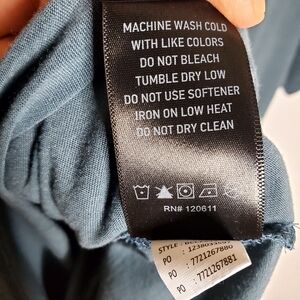 MACHINE WASH COLD
WITH LIKE COLORS
DO NOT BLEACH
TUMBLE DRY LOW
DO NOT USE SOFTENER
IRON ON LOW HEAT
DO NOT DRY CLEAN
RN# 120611
STYLE
PO : 7721267880
PO : 7721267881